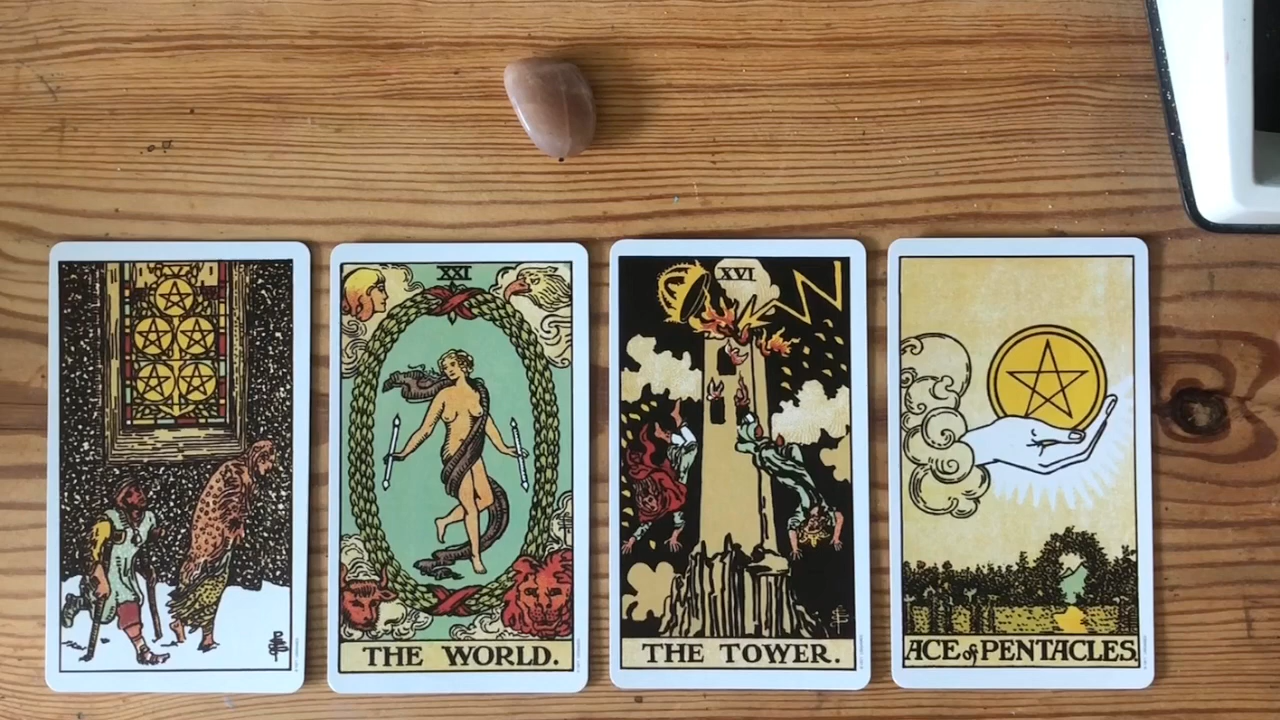 XXI
THE WORLD.
XVI
THE TOWER.
ACE of PENTACLES.